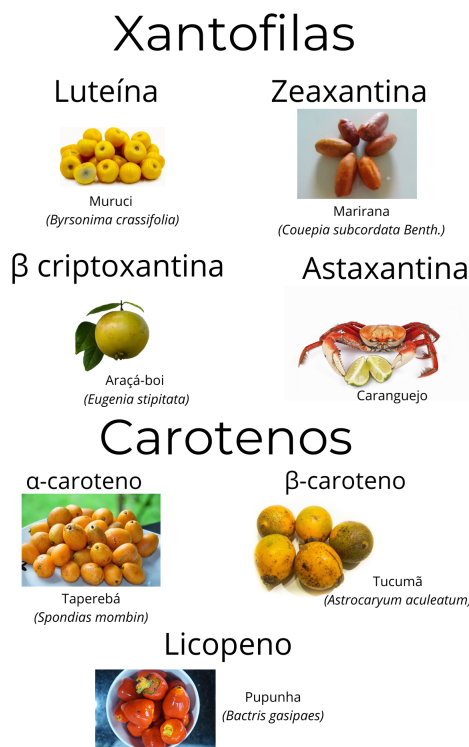 Xantofilas
Luteína
Zeaxantina
Muruci
(Byrsonima crassifolia)
Marirana
(Couepia subcordata Benth.)
β criptoxantina
Astaxantina
Araçá-boi
(Eugenia stipitata)
Caranguejo
Carotenos
α-caroteno
β-caroteno
Taperebá
(Spondias mombin)
Tucumã
(Astrocaryum aculeatum)
Licopeno
Pupunha
(Bactris gasipaes)